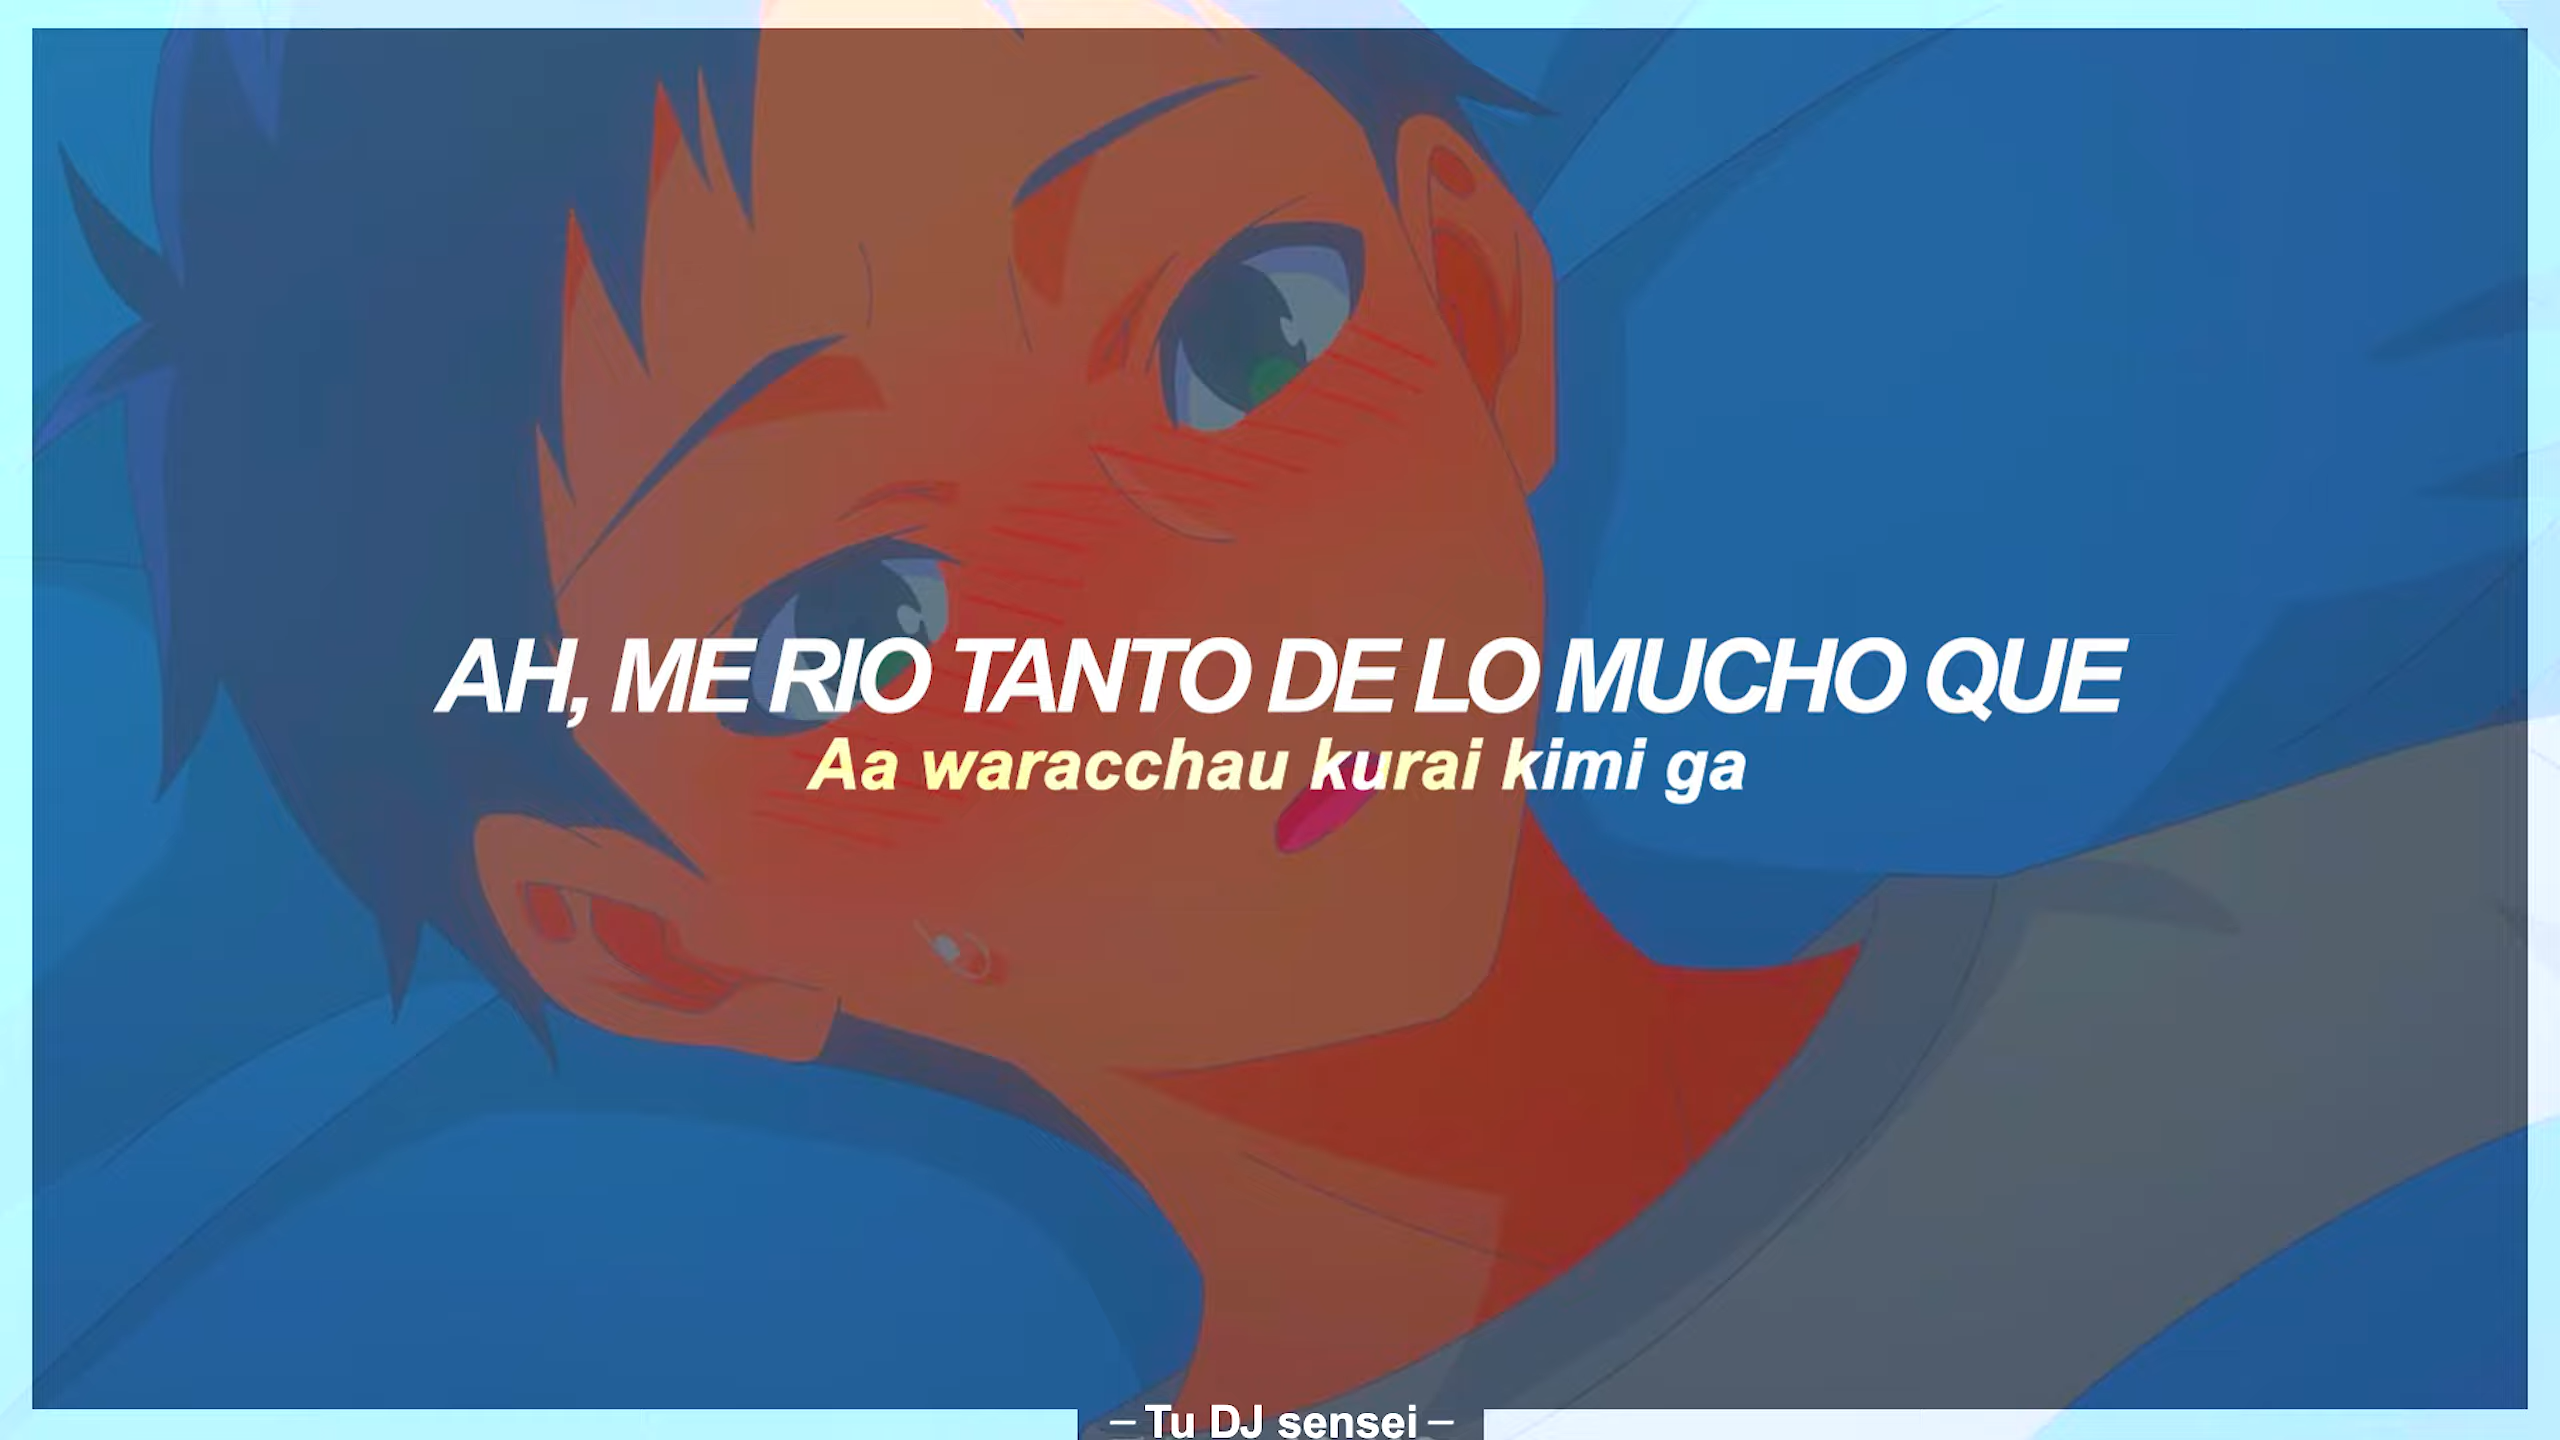 AH, ME RIO TANTO DE LO MUCHO QUE
Aa waracchau kurai kimi ga
– Tu DJ sensei –